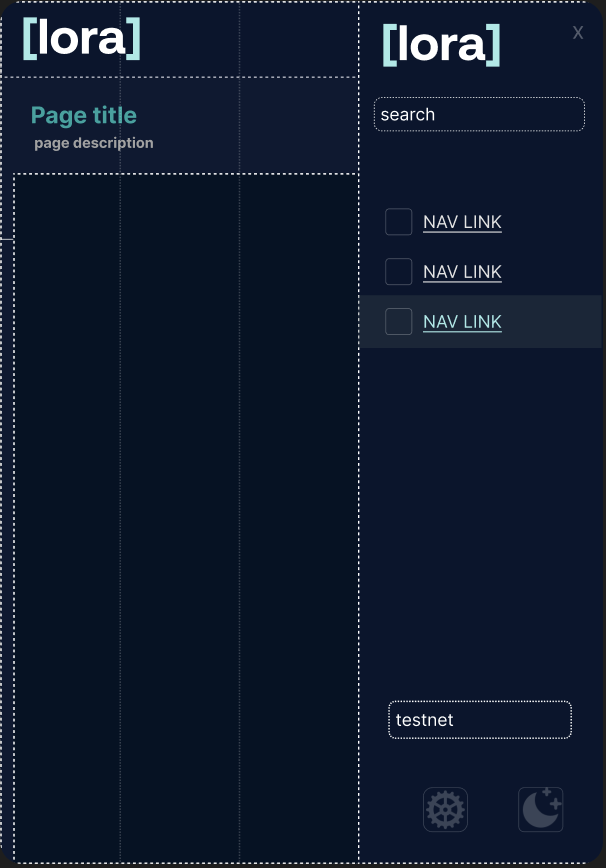 [lora]
Page title
page description
[lora]
X
search
NAV LINK
NAV LINK
NAV LINK
testnet